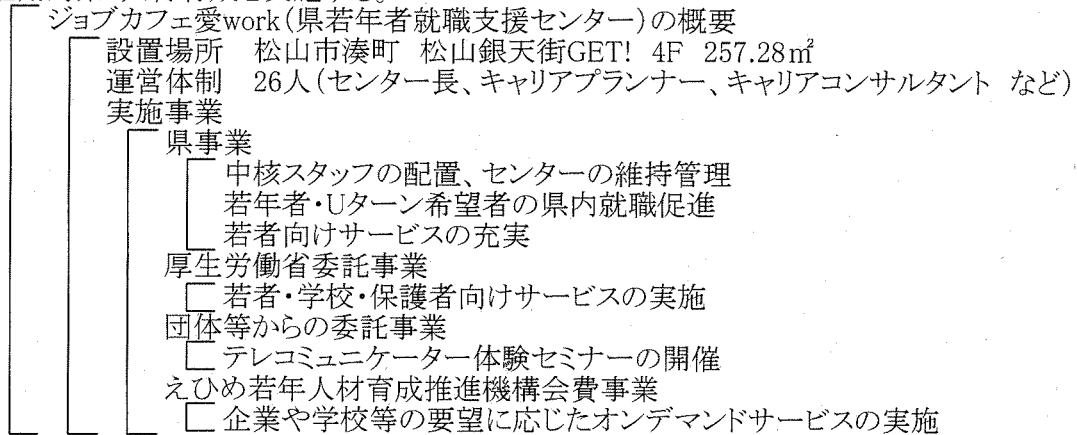 ジョブカフェ愛work(県若年者就職支援センター)の概要
設置場所 松山市湊町 松山銀天街GET! 4F 257.28㎡
運営体制 26人(センター長、キャリアプランナー、キャリアコンサルタント など)
実施事業
県事業
中核スタッフの配置、センターの維持管理
若年者・Uターン希望者の県内就職促進
若者向けサービスの充実
厚生労働省委託事業
若者・学校・保護者向けサービスの実施
団体等からの委託事業
テレコミュニケーター体験セミナーの開催
えひめ若年人材育成推進機構会費事業
企業や学校等の要望に応じたオンデマンドサービスの実施